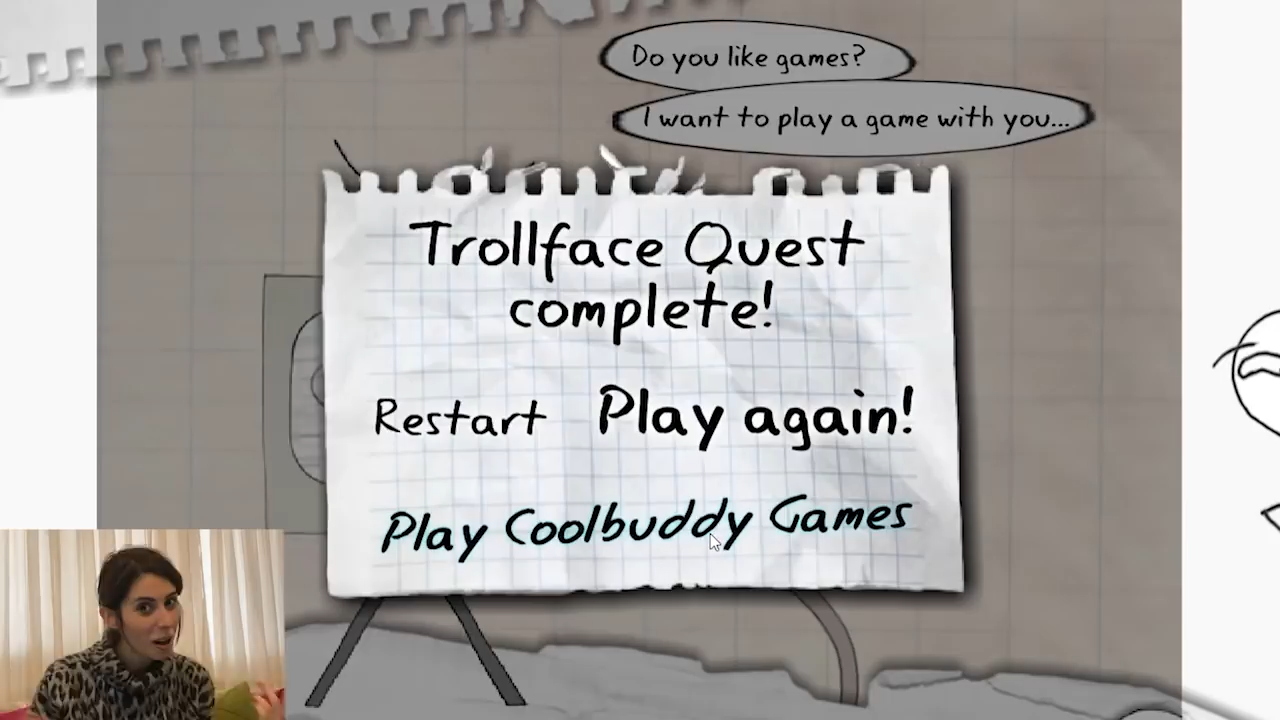 Do you like games?
I want to play a game with you...
Trollface Quest
complete!
Restart Play again!
Play Coolbuddy Games